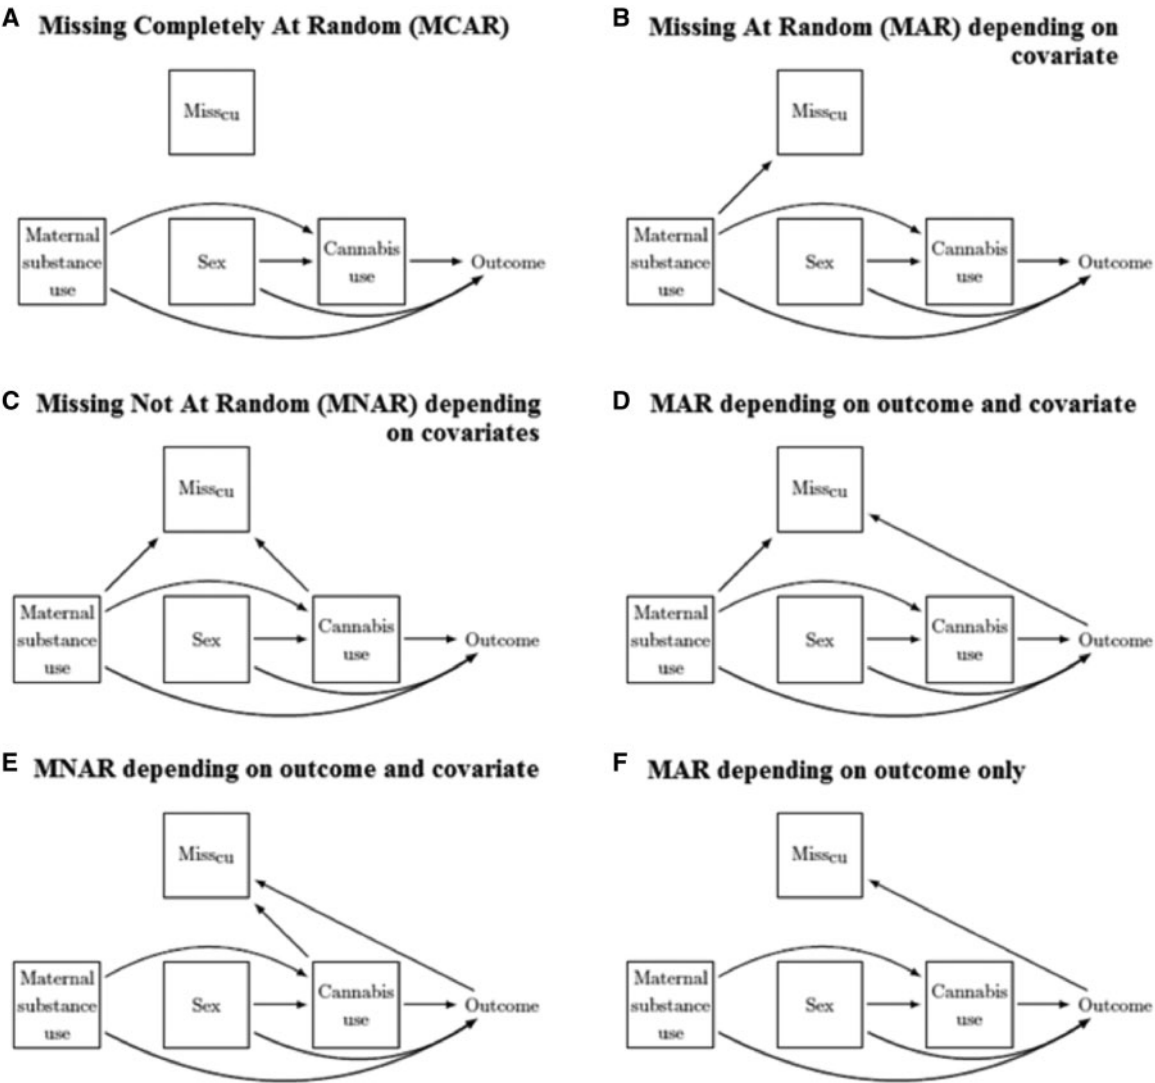 A Missing Completely At Random (MCAR)
Misscu
Maternal
substance
use
Sex
Cannabis
use
Outcome
B Missing At Random (MAR) depending on
covariate
Misscu
Maternal
substance
use
Sex
Cannabis
use
Outcome
C Missing Not At Random (MNAR) depending
on covariates
Misscu
Maternal
substance
use
Sex
Cannabis
use
Outcome
D MAR depending on outcome and covariate
Misscu
Maternal
substance
use
Sex
Cannabis
use
Outcome
E MNAR depending on outcome and covariate
Misscu
Maternal
substance
use
Sex
Cannabis
use
Outcome
F MAR depending on outcome only
Misscu
Maternal
substance
use
Sex
Cannabis
use
Outcome